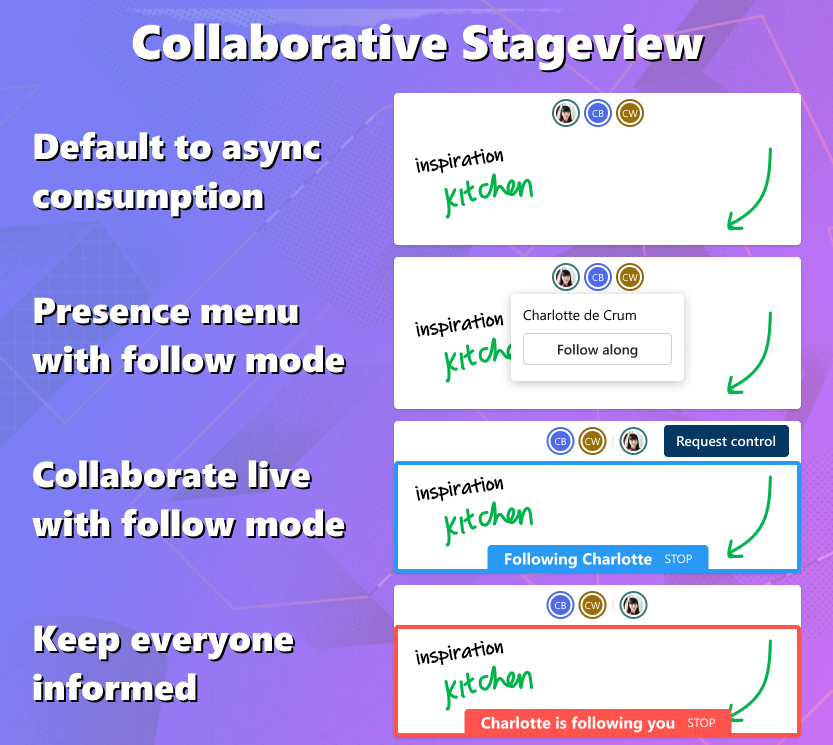 Collaborative Stageview
Default to async
consumption
CB CW
inspiration
kitchen
Presence menu
with follow mode
CB CW
inspiration
kitche
Charlotte de Crum
Follow along
Collaborate live
with follow mode
CB CW
Request control
inspiration
kitchen
Following Charlotte STOP
Keep everyone
informed
CB CW
inspiration
kitchen
Charlotte is following you STOP